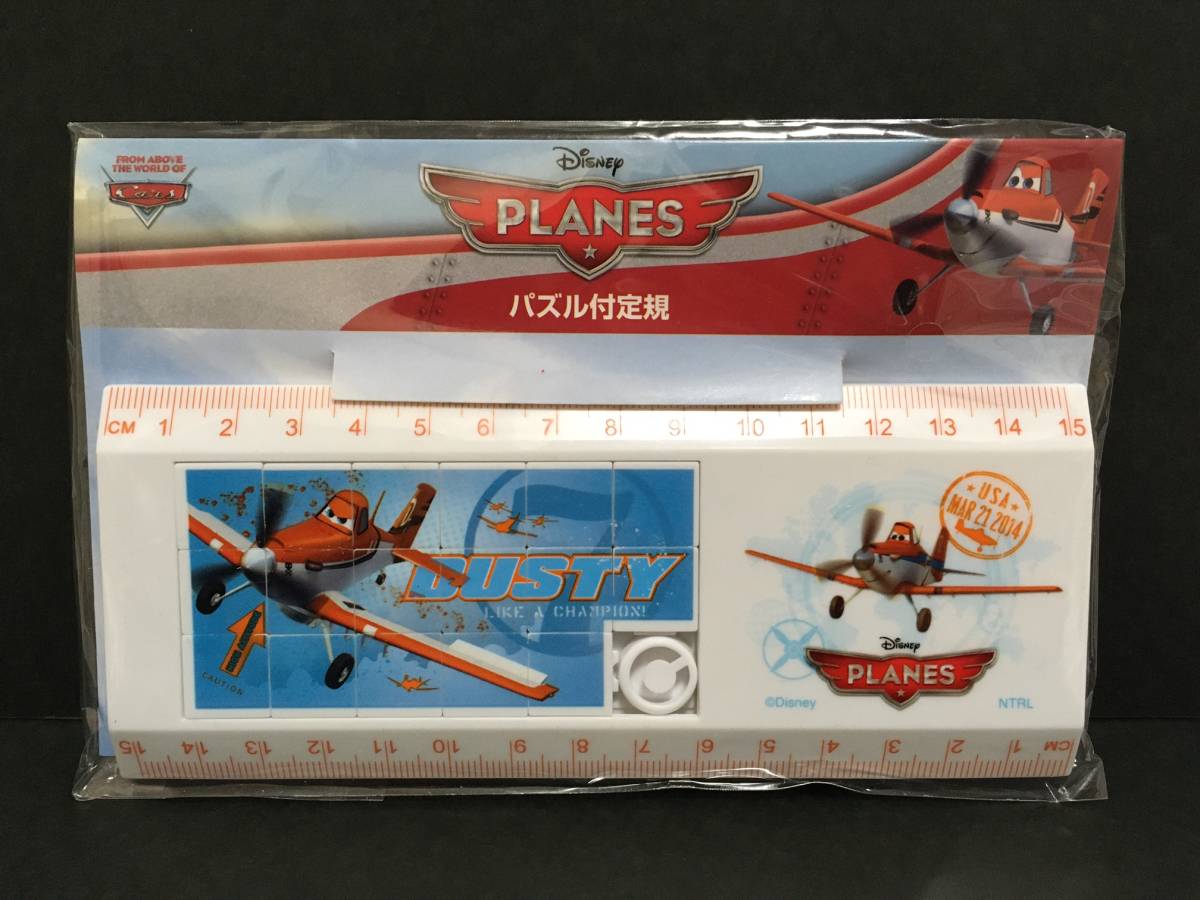 FROM ABOVE
THE WORLD OF
Cars
Disney
PLANES
パズル付定規
CM 1 2 3 4 5 6 7 8 9 10 11 12 13 14 15
DUSTY
LIKE A CHAMPION!
7
CAUTION
USA
MAR 21 2014
Disney
PLANES
©Disney
NTRL
CM 1 2 3 4 5 6 7 8 9 10 11 12 13 14 15